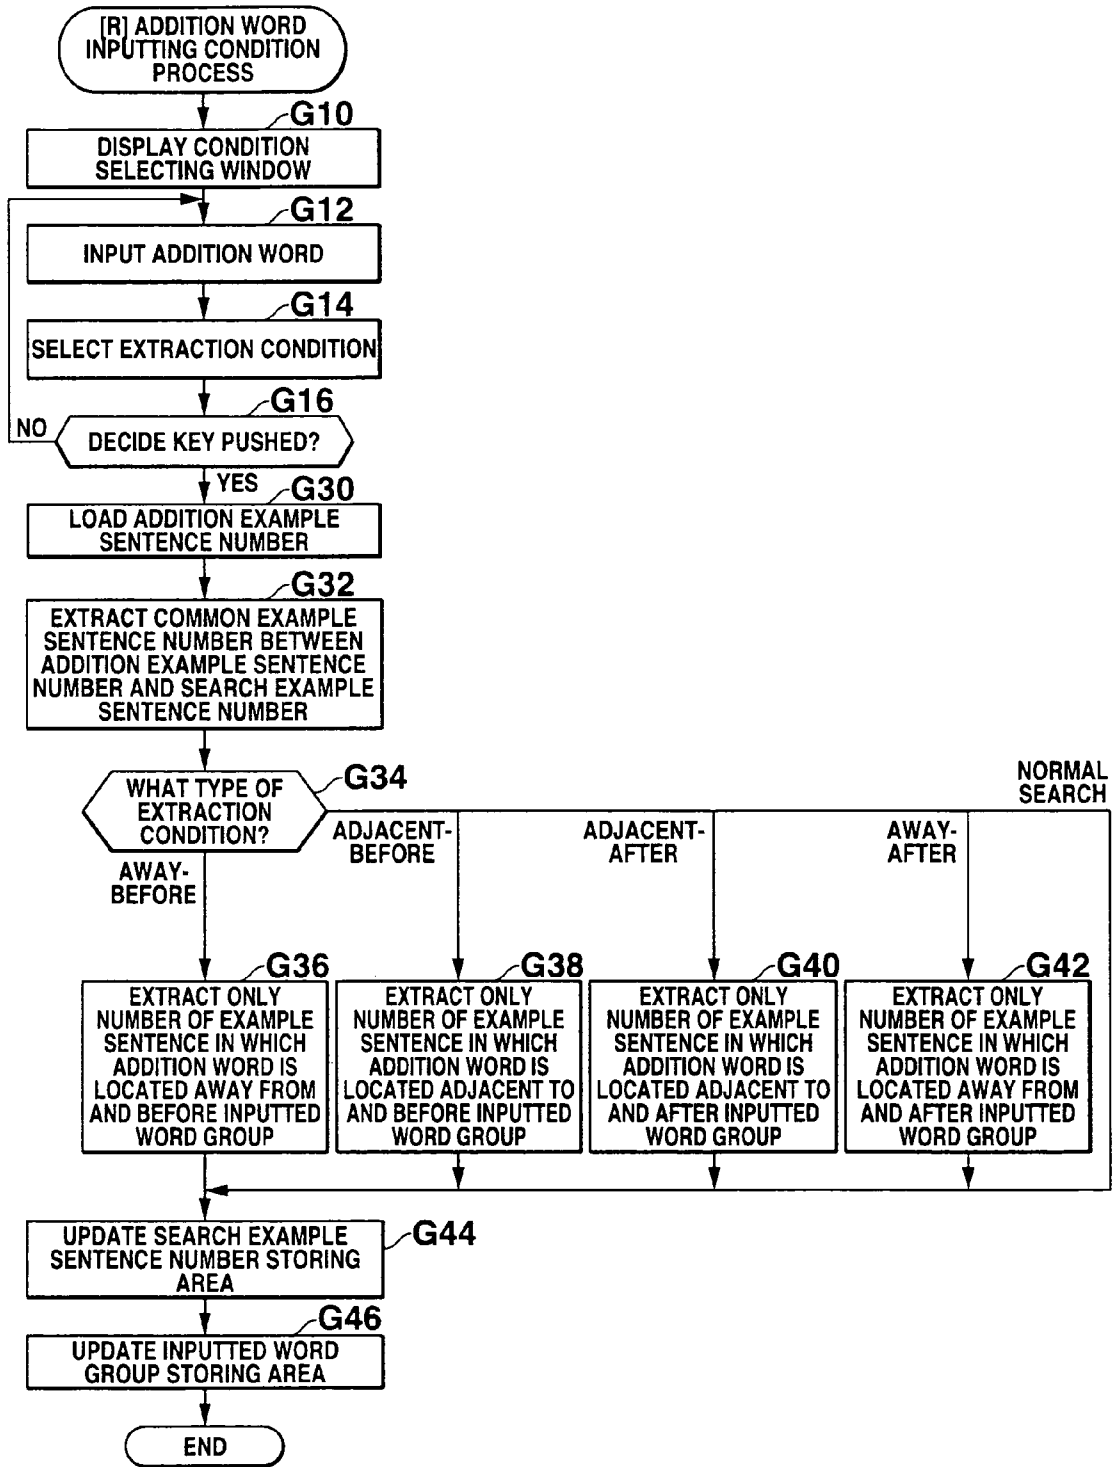 [R] ADDITION WORD
INPUTTING CONDITION
PROCESS
G10
DISPLAY CONDITION
SELECTING WINDOW
G12
INPUT ADDITION WORD
G14
SELECT EXTRACTION CONDITION
G16
NO
DECIDE KEY PUSHED?
YES
G30
LOAD ADDITION EXAMPLE
SENTENCE NUMBER
G32
EXTRACT COMMON EXAMPLE
SENTENCE NUMBER BETWEEN
ADDITION EXAMPLE SENTENCE
NUMBER AND SEARCH EXAMPLE
SENTENCE NUMBER
G34
WHAT TYPE OF
EXTRACTION
CONDITION?
NORMAL
SEARCH
AWAY-
BEFORE
ADJACENT-
BEFORE
ADJACENT-
AFTER
AWAY-
AFTER
G36
EXTRACT ONLY
NUMBER OF EXAMPLE
SENTENCE IN WHICH
ADDITION WORD IS
LOCATED AWAY FROM
AND BEFORE INPUTTED
WORD GROUP
G38
EXTRACT ONLY
NUMBER OF EXAMPLE
SENTENCE IN WHICH
ADDITION WORD IS
LOCATED ADJACENT TO
AND BEFORE INPUTTED
WORD GROUP
G40
EXTRACT ONLY
NUMBER OF EXAMPLE
SENTENCE IN WHICH
ADDITION WORD IS
LOCATED ADJACENT TO
AND AFTER INPUTTED
WORD GROUP
G42
EXTRACT ONLY
NUMBER OF EXAMPLE
SENTENCE IN WHICH
ADDITION WORD IS
LOCATED AWAY FROM
AND AFTER INPUTTED
WORD GROUP
G44
UPDATE SEARCH EXAMPLE
SENTENCE NUMBER STORING
AREA
G46
UPDATE INPUTTED WORD
GROUP STORING AREA
END